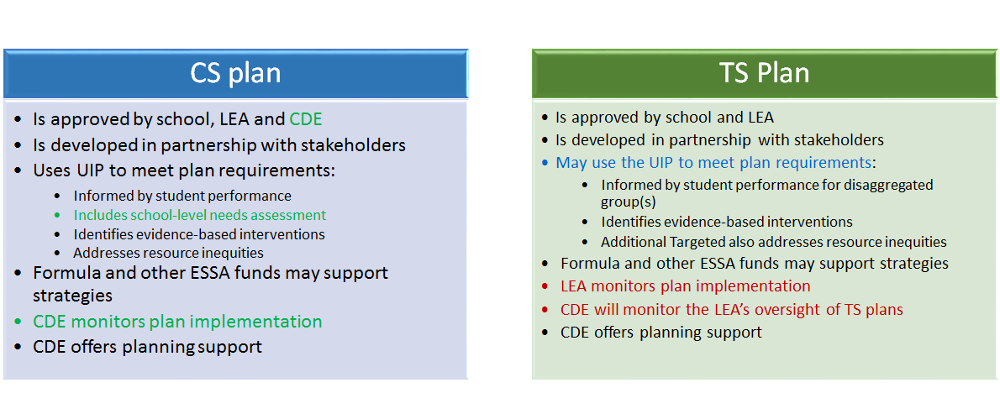 CS plan
• Is approved by school, LEA and CDE
• Is developed in partnership with stakeholders
• Uses UIP to meet plan requirements:
• Informed by student performance
• Includes school-level needs assessment
• Identifies evidence-based interventions
• Addresses resource inequities
• Formula and other ESSA funds may support
strategies
• CDE monitors plan implementation
• CDE offers planning support
TS Plan
• Is approved by school and LEA
• Is developed in partnership with stakeholders
• May use the UIP to meet plan requirements:
• Informed by student performance for disaggregated
group(s)
• Identifies evidence-based interventions
• Additional Targeted also addresses resource inequities
• Formula and other ESSA funds may support strategies
• LEA monitors plan implementation
• CDE will monitor the LEA's oversight of TS plans
• CDE offers planning support